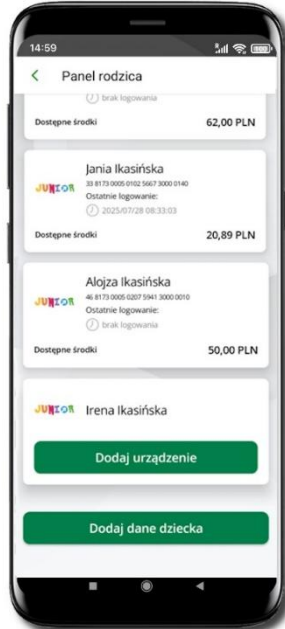 14:59
Panel rodzica
brak logowania
Dostępne środki 62,00 PLN
Jania Ikasińska
33 8173 0005 0102 5667 3000 0140
Ostatnie logowanie:
2025/07/28 08:33:03
JUNIOR
Dostępne środki 20,89 PLN
Alojza Ikasińska
46 8173 0005 0207 5941 3000 0010
Ostatnie logowanie:
JUNIOR
brak logowania
Dostępne środki 50,00 PLN
JUNIOR Irena Ikasińska
Dodaj urządzenie
Dodaj dane dziecka